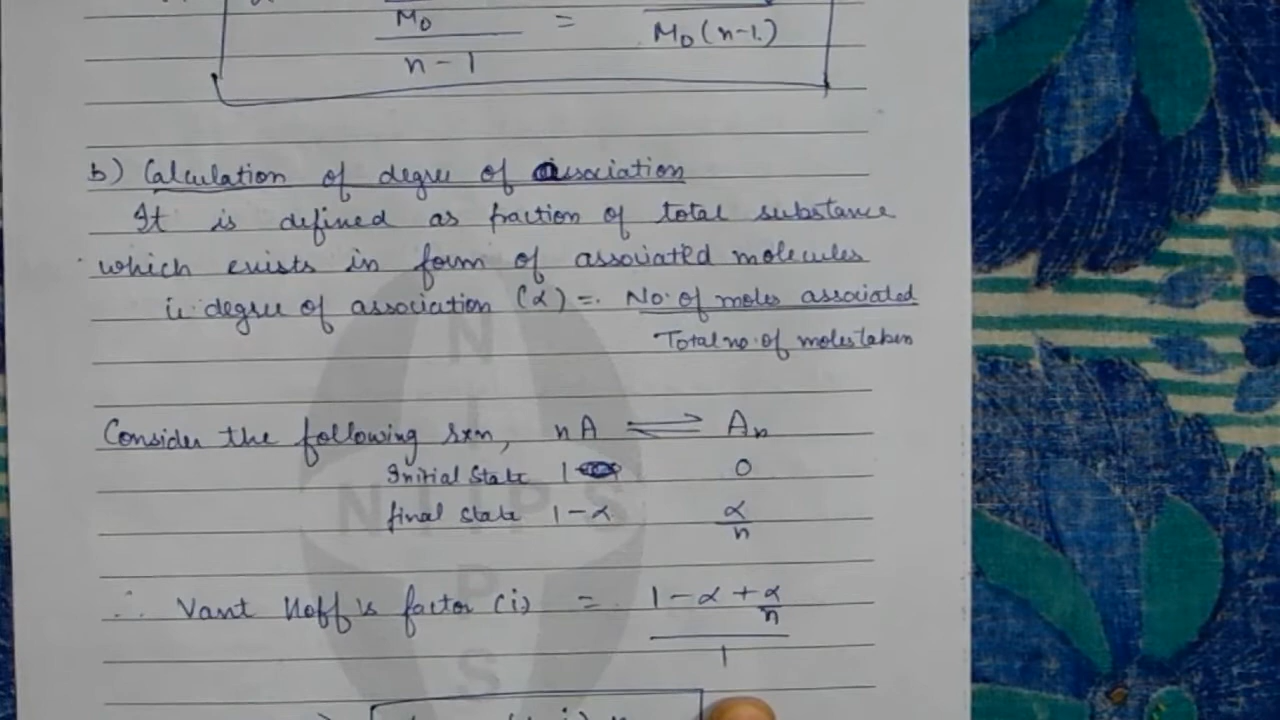 M₀ = M₀(n-1)
n - 1
b) Calculation of degree of association
It is defined as fraction of total substance
which exists in form of associated molecules
i.e. degree of association (α) = No. of moles associated
Total no. of moles taken
Consider the following rxn, nA ⇌ Aₙ
Initial State 1 0
final state 1-α α/n
N
I
NTIPS
P
S
∴ Vant Hoff's factor (i) = 1-α+α/n
1